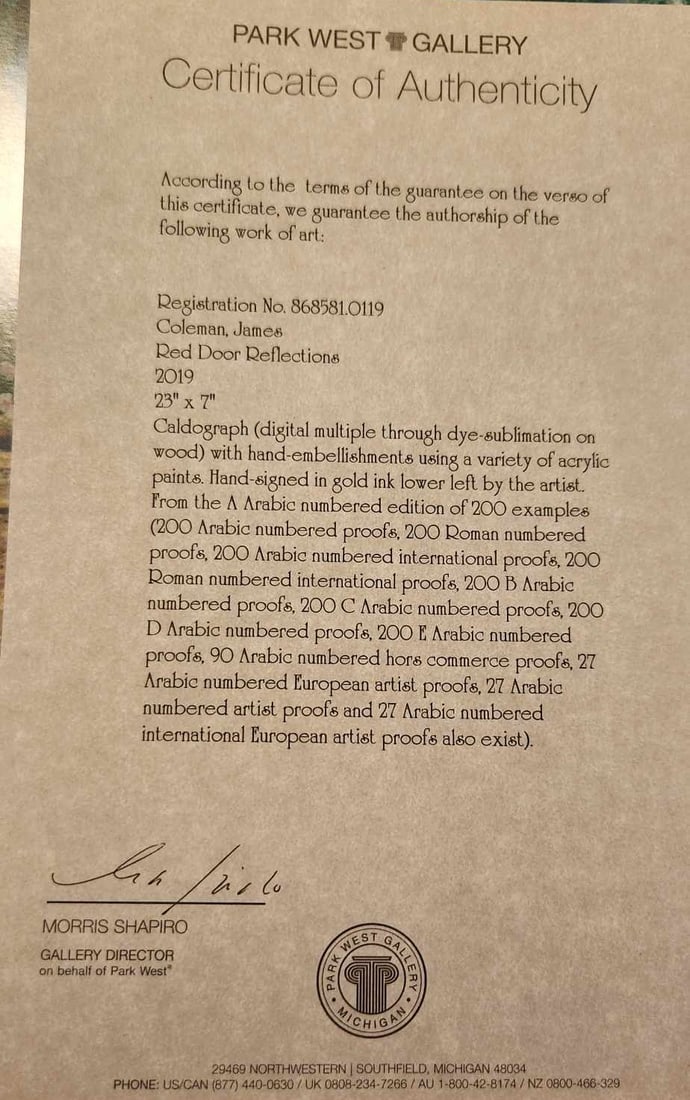 PARK WEST GALLERY
Certificate of Authenticity
According to the terms of the guarantee on the verso of
this certificate, we guarantee the authorship of the
following work of art:
Registration No. 868581.0119
Coleman, James
Red Door Reflections
2019
23" x 7"
Caldograph (digital multiple through dye-sublimation on
wood) with hand-embellishments using a variety of acrylic
paints. Hand-signed in gold ink lower left by the artist.
From the A Arabic numbered edition of 200 examples
(200 Arabic numbered proofs, 200 Roman numbered
proofs, 200 Arabic numbered international proofs, 200
Roman numbered international proofs, 200 B Arabic
numbered proofs, 200 C Arabic numbered proofs, 200
D Arabic numbered proofs, 200 E Arabic numbered
proofs, 90 Arabic numbered hors commerce proofs, 27
Arabic numbered European artist proofs, 27 Arabic
numbered artist proofs and 27 Arabic numbered
international European artist proofs also exist).
MORRIS SHAPIRO
GALLERY DIRECTOR
on behalf of Park West®
PARK WEST GALLERY
• MICHIGAN •
29469 NORTHWESTERN | SOUTHFIELD, MICHIGAN 48034
PHONE: US/CAN (877) 440-0630 / UK 0808-234-7266 / AU 1-800-42-8174 / NZ 0800-466-329